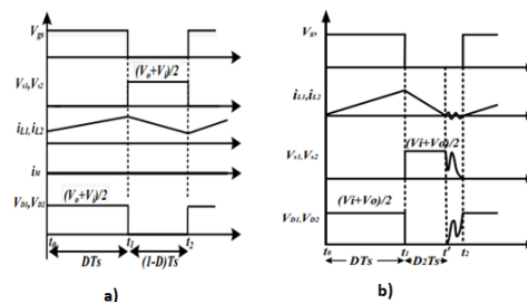 Vgs
Vs1,Vs2
(Vo+Vi)/2
iL1,iL2
VD1,VD2
(Vo+Vi)/2
t0
t1
t2
DTs
(1-D)Ts
a)
Vgs
iL1,iL2
Vs1,Vs2
(Vi+Vo)/2
VD1,VD2
(Vi+Vo)/2
t0
t1
t'
t2
DTs
D2Ts
b)